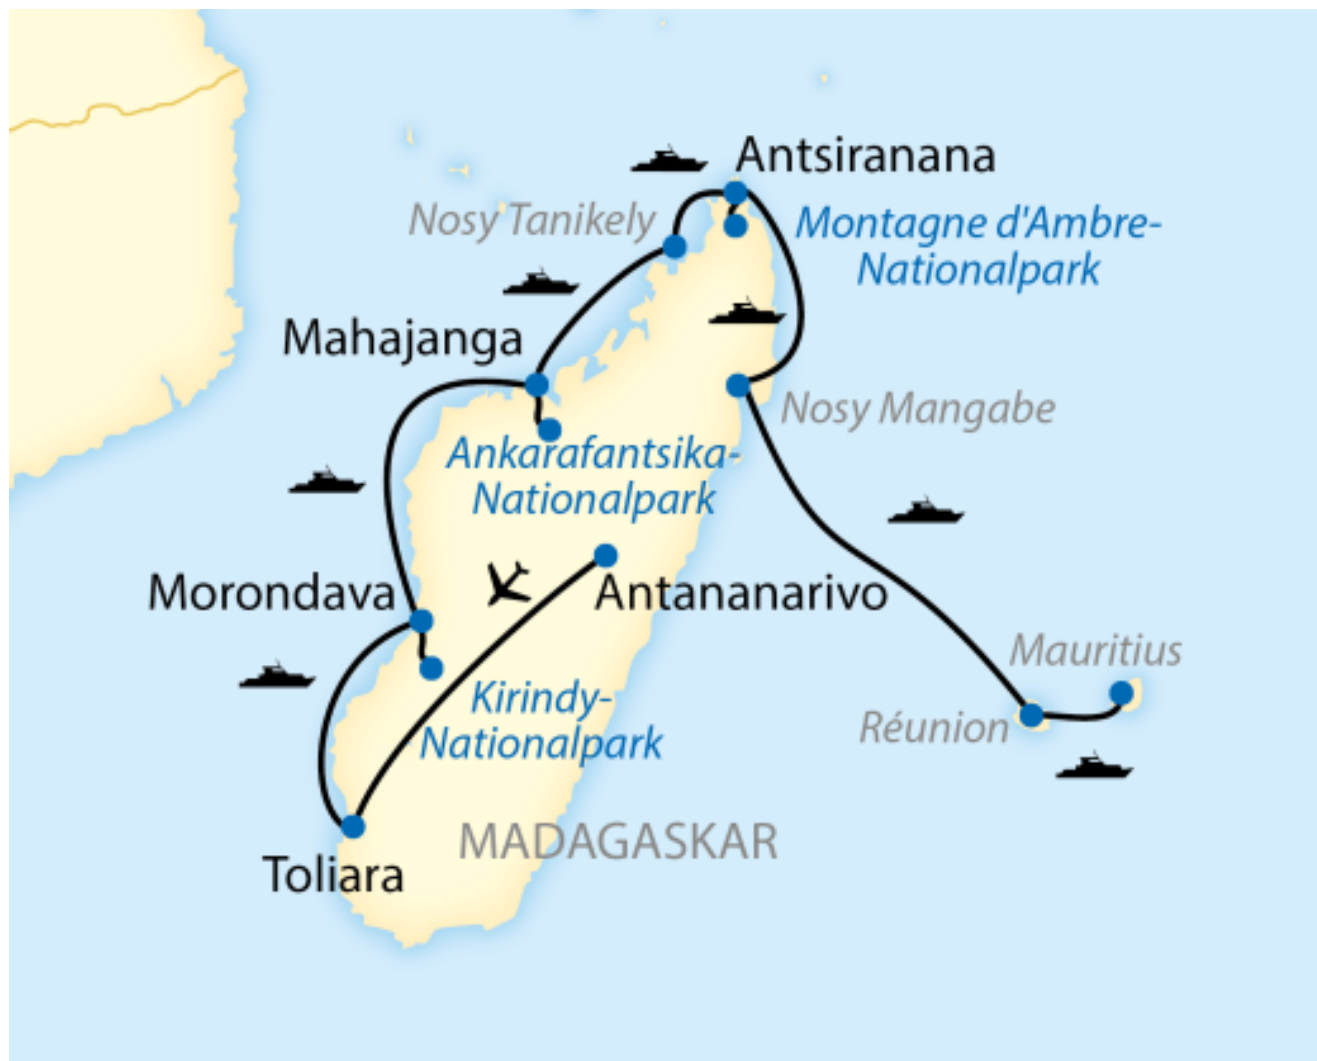 Antsiranana
Nosy Tanikely
Montagne d'Ambre-
Nationalpark
Mahajanga
Nosy Mangabe
Ankarafantsika-
Nationalpark
Morondava
Antananarivo
Mauritius
Kirindy-
Nationalpark
Réunion
MADAGASKAR
Toliara